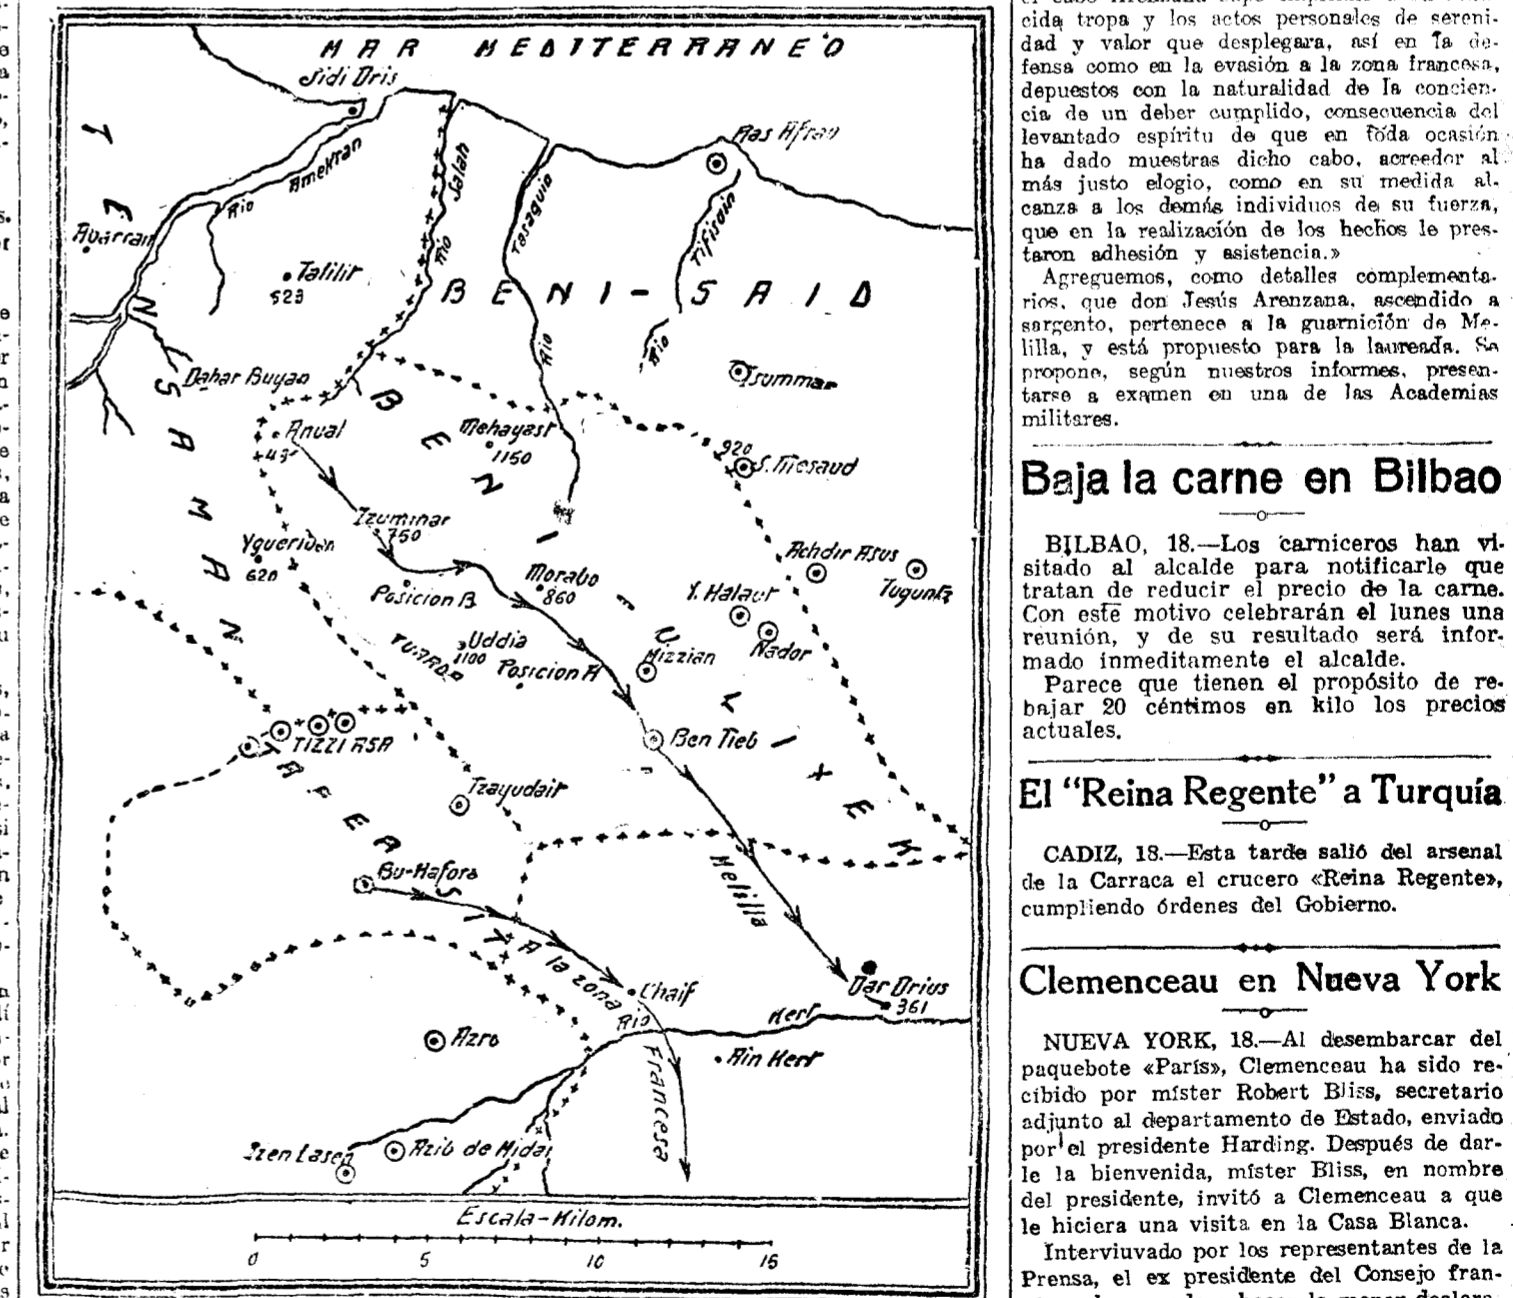 MAR MEDITERRANEO
Sidi Dris
Ras Afrau
Rio Amekran
Rio Salah
Rio Tasaguin
Rio Tifisain
TENSAMAN
Abarran
Talilit
523
BENI-SAID
Dahar Buyan
Tsummar
Anual
Mehayast
1150
920
S. Mesaud
BENI ULIXEK
Izuminar
750
Ygueriben
620
Achdir Asus
Tuguntz
Posicion B.
Morabo
860
Y. Halaut
Nador
Uddia
1100
Posicion A
Mizzian
Ben Tieb
TIZZI ASA
TAFERSIT
Tzayudait
Bu-Hafora
Melilla
A la zona Francesa
Chaif
Dar Drius
361
Rio Kert
Azro
Ain Kert
Izen Lasen
Azib de Midar
Escala-Kilom.
0 5 10 15
cida tropa y los actos personales de sereni-
dad y valor que desplegara, así en la de-
fensa como en la evasión a la zona francesa,
depuestos con la naturalidad de la concien-
cia de un deber cumplido, consecuencia del
levantado espíritu de que en toda ocasión
ha dado muestras dicho cabo, acreedor al
más justo elogio, como en su medida al-
canza a los demás individuos de su fuerza,
que en la realización de los hechos le pres-
taron adhesión y asistencia.»
Agreguemos, como detalles complementa-
rios, que don Jesús Arenzana, ascendido a
sargento, pertenece a la guarnición de Me-
lilla, y está propuesto para la laureada. Se
propone, según nuestros informes, presen-
tarse a examen en una de las Academias
militares.
Baja la carne en Bilbao
BILBAO, 18.—Los carniceros han vi-
sitado al alcalde para notificarle que
tratan de reducir el precio de la carne.
Con este motivo celebrarán el lunes una
reunión, y de su resultado será infor-
mado inmeditamente el alcalde.
Parece que tienen el propósito de re-
bajar 20 céntimos en kilo los precios
actuales.
El “Reina Regente” a Turquía
CADIZ, 18.—Esta tarde salió del arsenal
de la Carraca el crucero «Reina Regente»,
cumpliendo órdenes del Gobierno.
Clemenceau en Nueva York
NUEVA YORK, 18.—Al desembarcar del
paquebote «París», Clemenceau ha sido re-
cibido por míster Robert Bliss, secretario
adjunto al departamento de Estado, enviado
por el presidente Harding. Después de dar-
le la bienvenida, míster Bliss, en nombre
del presidente, invitó a Clemenceau a que
le hiciera una visita en la Casa Blanca.
Interviuvado por los representantes de la
Prensa, el ex presidente del Consejo fran-